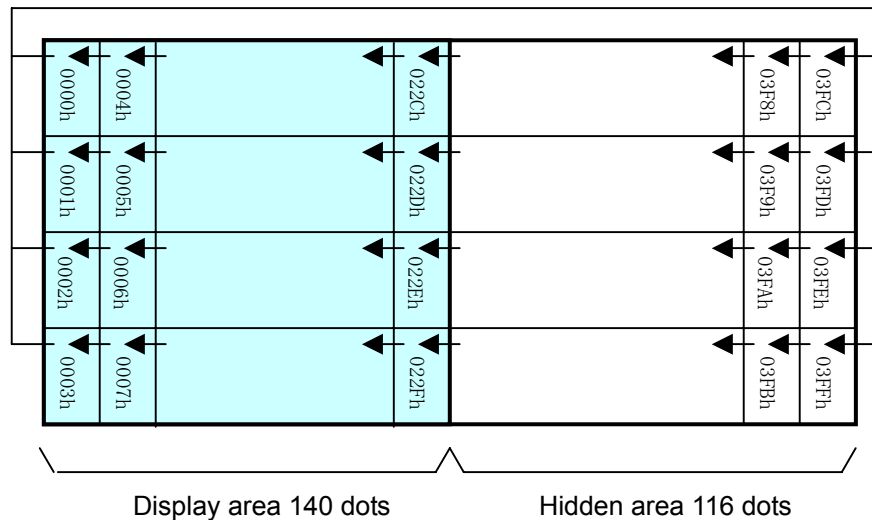 0000h 0004h 022Ch 03F8h 03FCh
0001h 0005h 022Dh 03F9h 03FDh
0002h 0006h 022Eh 03FAh 03FEh
0003h 0007h 022Fh 03FBh 03FFh
Display area 140 dots Hidden area 116 dots